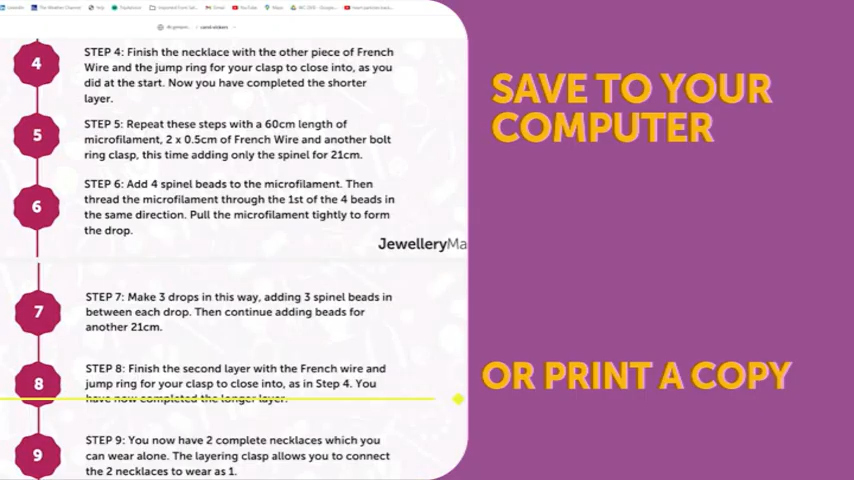 LinkedIn
The Weather Channel
Help
TripAdvisor
Gmail
YouTube
Maps
4
STEP 4: Finish the necklace with the other piece of French
Wire and the jump ring for your clasp to close into, as you
did at the start. Now you have completed the shorter
layer.
5
STEP 5: Repeat these steps with a 60cm length of
microfilament, 2 x 0.5cm of French Wire and another bolt
ring clasp, this time adding only the spinel for 21cm.
6
STEP 6: Add 4 spinel beads to the microfilament. Then
thread the microfilament through the 1st of the 4 beads in
the same direction. Pull the microfilament tightly to form
the drop.
JewelleryMa
7
STEP 7: Make 3 drops in this way, adding 3 spinel beads in
between each drop. Then continue adding beads for
another 21cm.
8
STEP 8: Finish the second layer with the French wire and
jump ring for your clasp to close into, as in Step 4. You
have now completed the longer layer.
9
STEP 9: You now have 2 complete necklaces which you
can wear alone. The layering clasp allows you to connect
the 2 necklaces to wear as 1.
SAVE TO YOUR
COMPUTER
OR PRINT A COPY